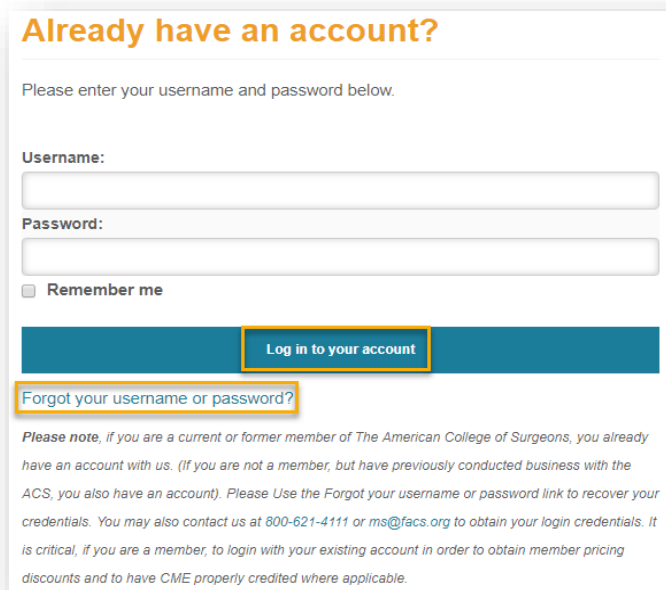 Already have an account?
Please enter your username and password below.
Username:
Password:
Remember me
Log in to your account
Forgot your username or password?
Please note, if you are a current or former member of The American College of Surgeons, you already
have an account with us. (If you are not a member, but have previously conducted business with the
ACS, you also have an account). Please Use the Forgot your username or password link to recover your
credentials. You may also contact us at 800-621-4111 or ms@facs.org to obtain your login credentials. It
is critical, if you are a member, to login with your existing account in order to obtain member pricing
discounts and to have CME properly credited where applicable.